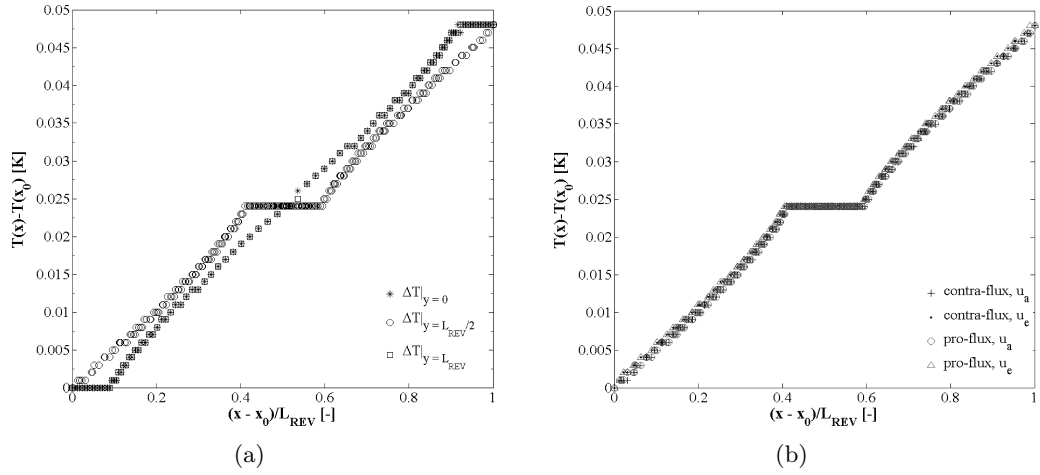 0.05
0.045
0.04
0.035
0.03
0.025
0.02
0.015
0.01
0.005
0
T(x)-T(x0) [K]
∗ ΔT|y = 0
○ ΔT|y = LREV/2
□ ΔT|y = LREV
0 0.2 0.4 0.6 0.8 1
(x - x0)/LREV [-]
(a)
0.05
0.045
0.04
0.035
0.03
0.025
0.02
0.015
0.01
0.005
0
T(x)-T(x0) [K]
+ contra-flux, ua
• contra-flux, ue
○ pro-flux, ua
△ pro-flux, ue
0 0.2 0.4 0.6 0.8 1
(x - x0)/LREV [-]
(b)